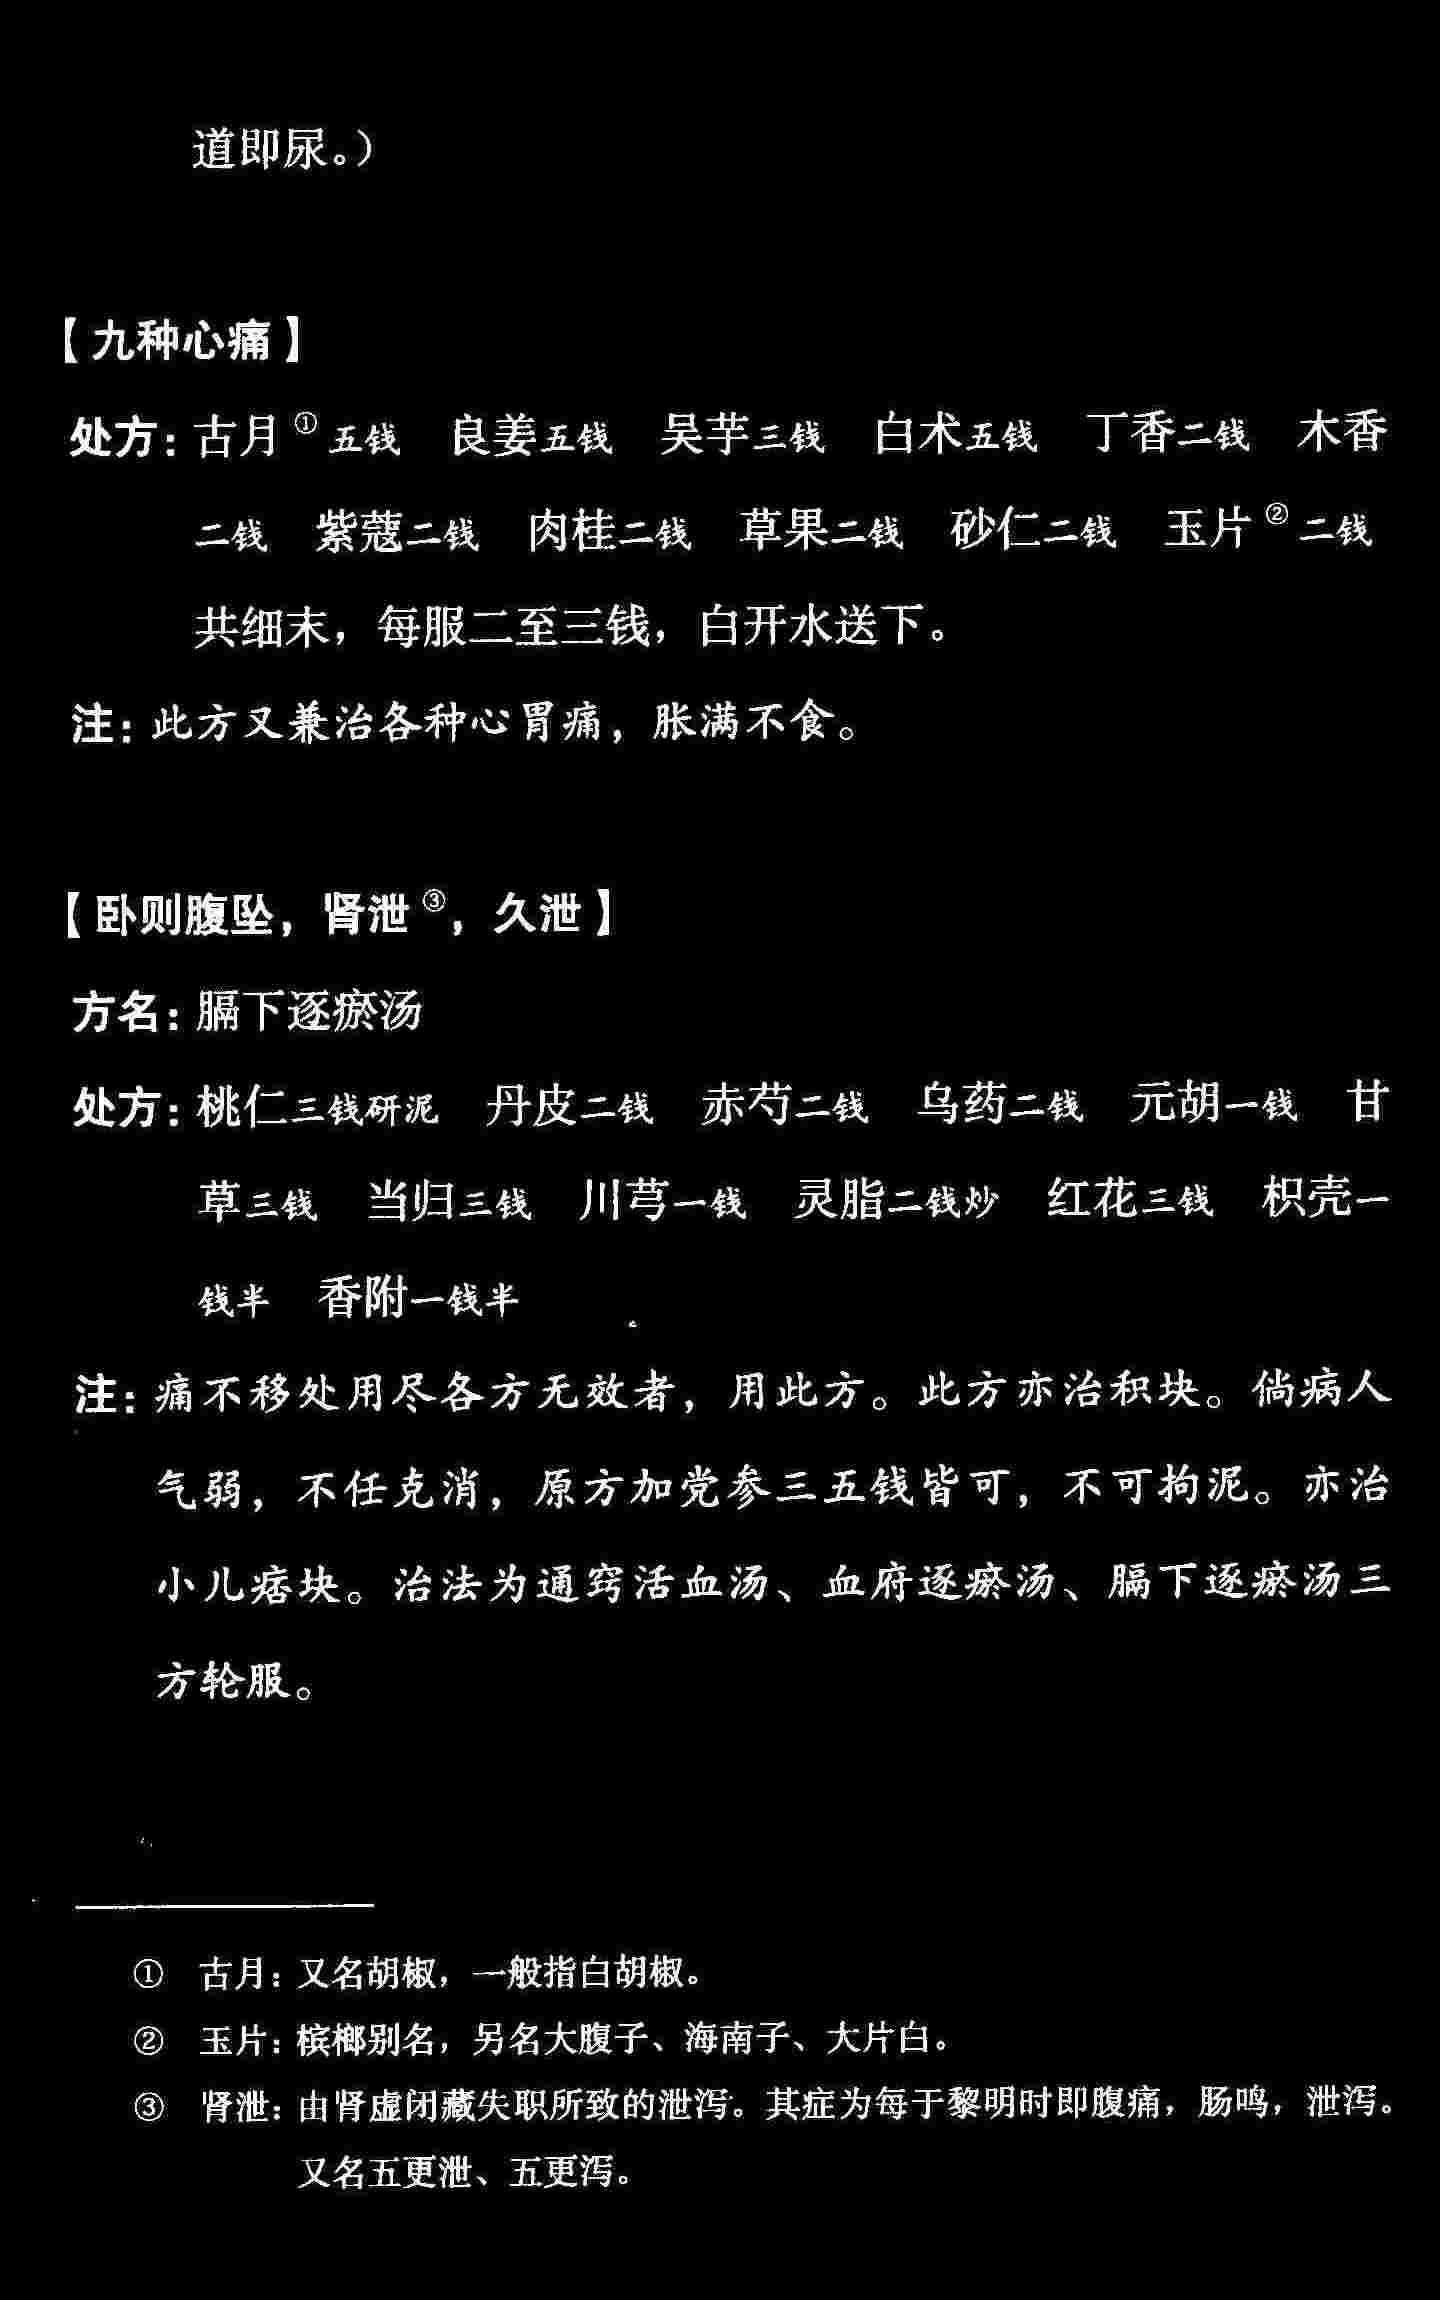 道即尿。）
【九种心痛】
处方：古月① 五钱 良姜五钱 吴芋三钱 白术五钱 丁香二钱 木香
二钱 紫蔻二钱 肉桂二钱 草果二钱 砂仁二钱 玉片② 二钱
共细末，每服二至三钱，白开水送下。
注：此方又兼治各种心胃痛，胀满不食。
【卧则腹坠，肾泄③，久泄】
方名：膈下逐瘀汤
处方：桃仁三钱研泥 丹皮二钱 赤芍二钱 乌药二钱 元胡一钱 甘
草三钱 当归三钱 川芎一钱 灵脂二钱炒 红花三钱 枳壳一
钱半 香附一钱半
注：痛不移处用尽各方无效者，用此方。此方亦治积块。倘病人
气弱，不任克消，原方加党参三五钱皆可，不可拘泥。亦治
小儿痞块。治法为通窍活血汤、血府逐瘀汤、膈下逐瘀汤三
方轮服。
① 古月：又名胡椒，一般指白胡椒。
② 玉片：槟榔别名，另名大腹子、海南子、大片白。
③ 肾泄：由肾虚闭藏失职所致的泄泻。其症为每于黎明时即腹痛，肠鸣，泄泻。
又名五更泄、五更泻。